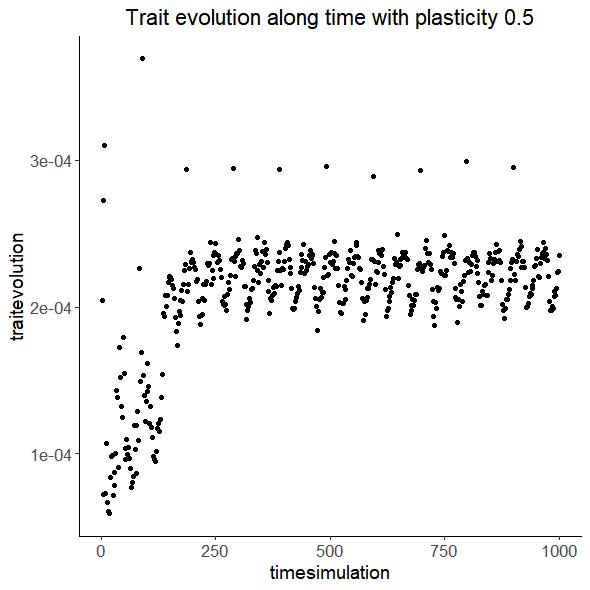 Trait evolution along time with plasticity 0.5
traitevolution
3e-04
2e-04
1e-04
0 250 500 750 1000
timesimulation